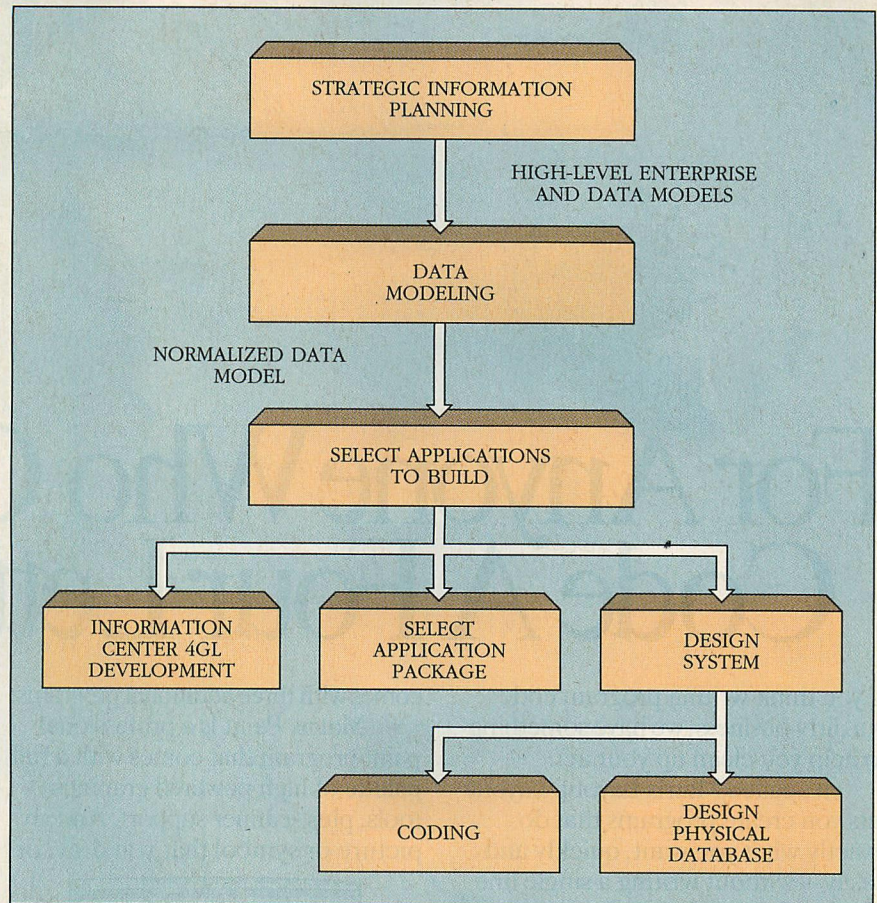 STRATEGIC INFORMATION
PLANNING
HIGH-LEVEL ENTERPRISE
AND DATA MODELS
DATA
MODELING
NORMALIZED DATA
MODEL
SELECT APPLICATIONS
TO BUILD
INFORMATION
CENTER 4GL
DEVELOPMENT
SELECT
APPLICATION
PACKAGE
DESIGN
SYSTEM
CODING
DESIGN
PHYSICAL
DATABASE